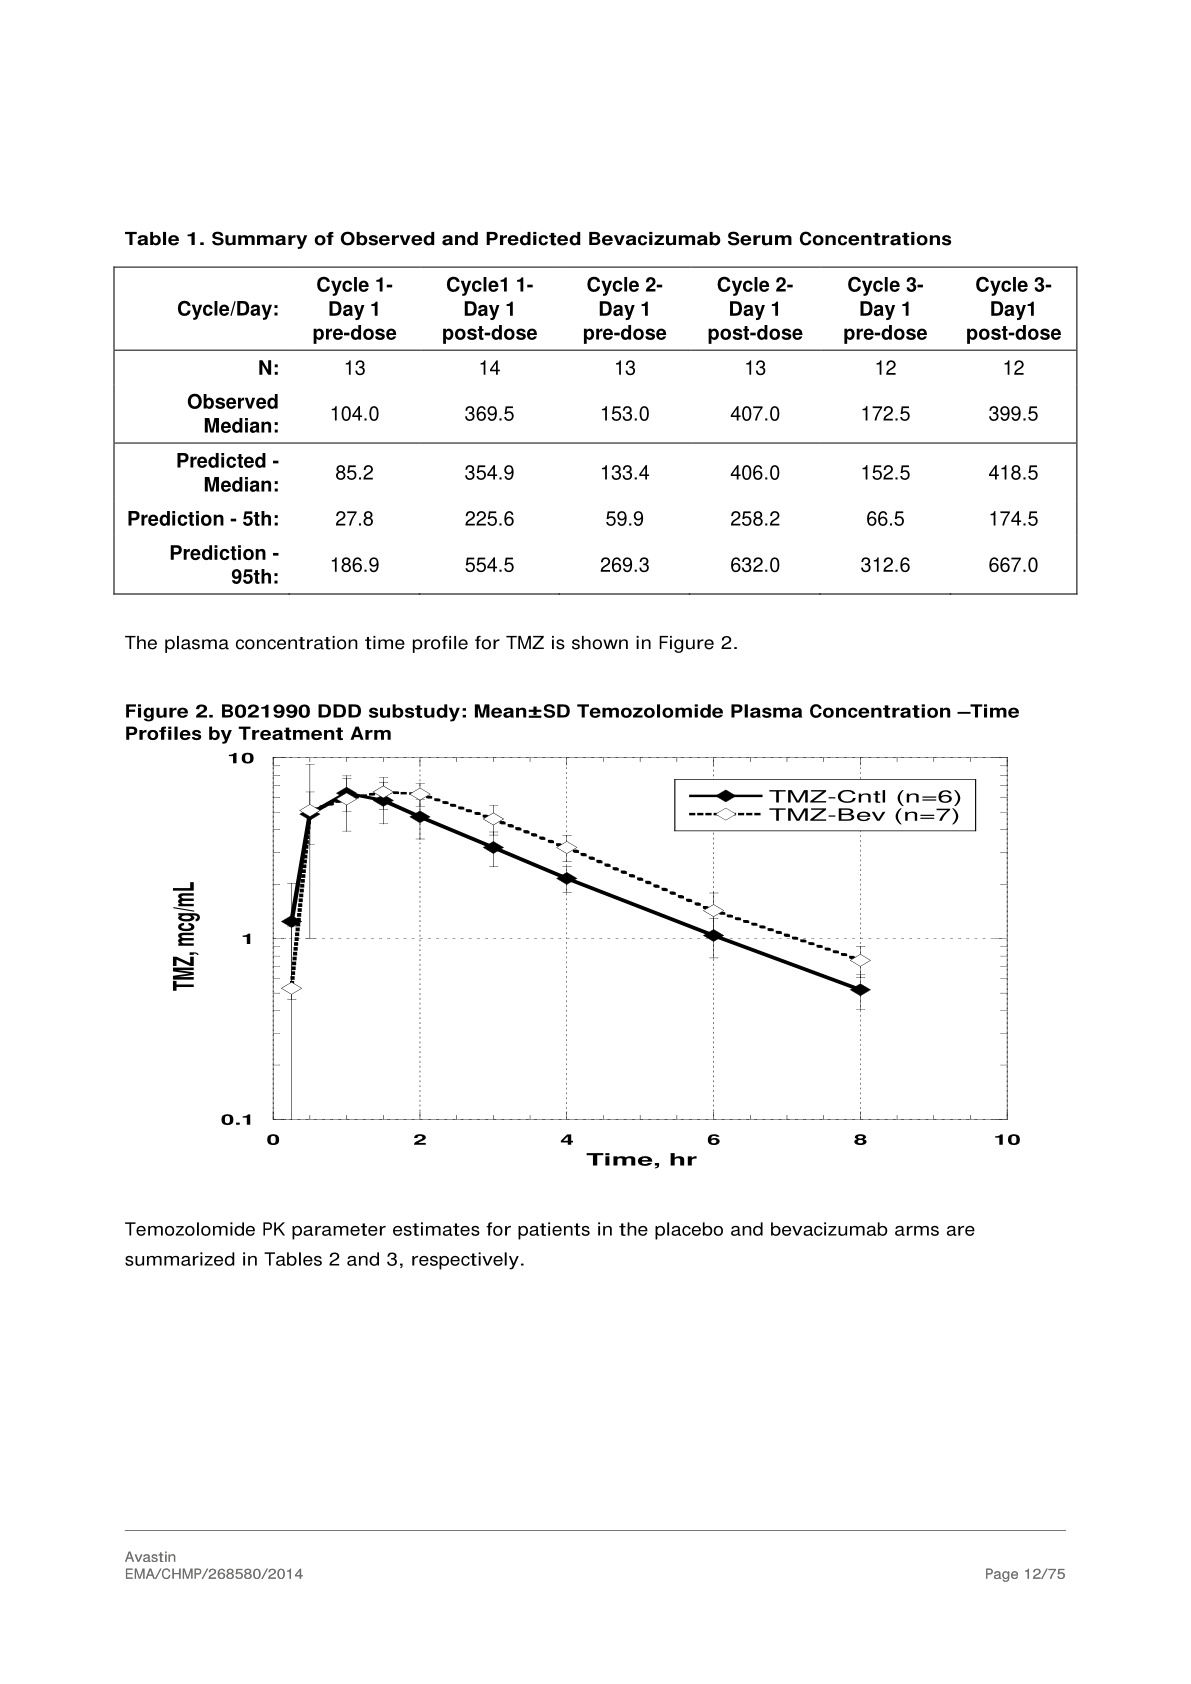 Table 1. Summary of Observed and Predicted Bevacizumab Serum Concentrations
Cycle/Day: Cycle 1- Day 1 pre-dose Cycle1 1- Day 1 post-dose Cycle 2- Day 1 pre-dose Cycle 2- Day 1 post-dose Cycle 3- Day 1 pre-dose Cycle 3- Day1 post-dose
N: 13 14 13 13 12 12
Observed Median: 104.0 369.5 153.0 407.0 172.5 399.5
Predicted - Median: 85.2 354.9 133.4 406.0 152.5 418.5
Prediction - 5th: 27.8 225.6 59.9 258.2 66.5 174.5
Prediction - 95th: 186.9 554.5 269.3 632.0 312.6 667.0
The plasma concentration time profile for TMZ is shown in Figure 2.
Figure 2. B021990 DDD substudy: Mean±SD Temozolomide Plasma Concentration –Time
Profiles by Treatment Arm
10
TMZ-Cntl (n=6)
TMZ-Bev (n=7)
TMZ, mcg/mL
1
0.1
0 2 4 6 8 10
Time, hr
Temozolomide PK parameter estimates for patients in the placebo and bevacizumab arms are
summarized in Tables 2 and 3, respectively.
Avastin
EMA/CHMP/268580/2014 Page 12/75